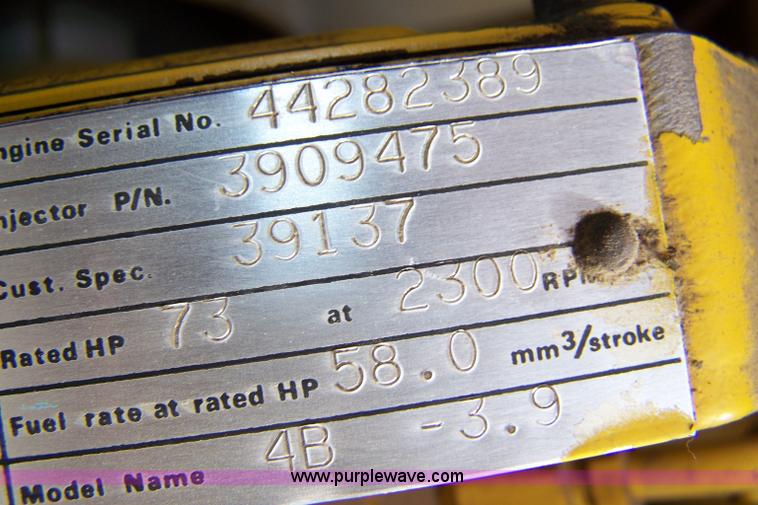 ngine Serial No. 44282389
njector P/N. 3909475
Cust. Spec. 39137
Rated HP 73 at 2300 RPM
Fuel rate at rated HP 58.0 mm3/stroke
Model Name 4B -3.9
www.purplewave.com